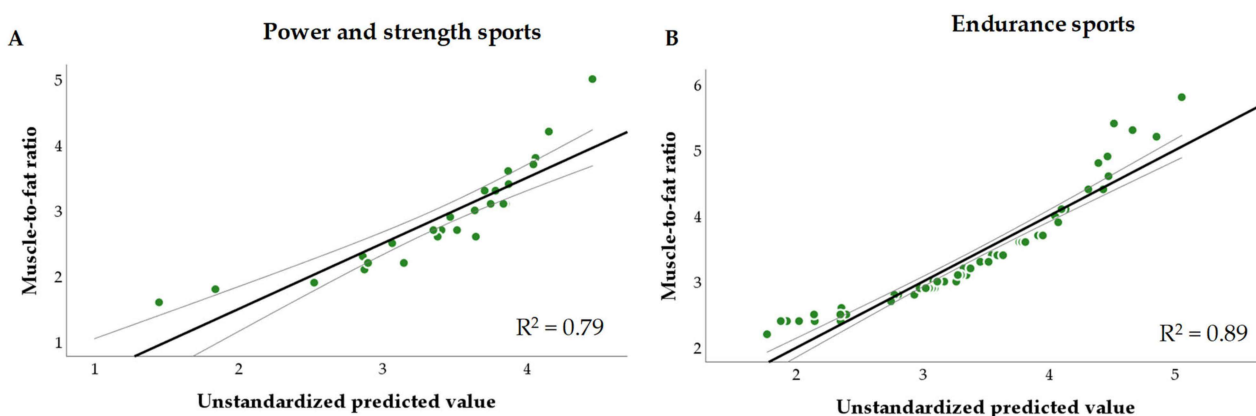 A
Power and strength sports
Muscle-to-fat ratio
5
4
3
2
1
R² = 0.79
1 2 3 4
Unstandardized predicted value
B
Endurance sports
Muscle-to-fat ratio
6
5
4
3
2
R² = 0.89
2 3 4 5
Unstandardized predicted value